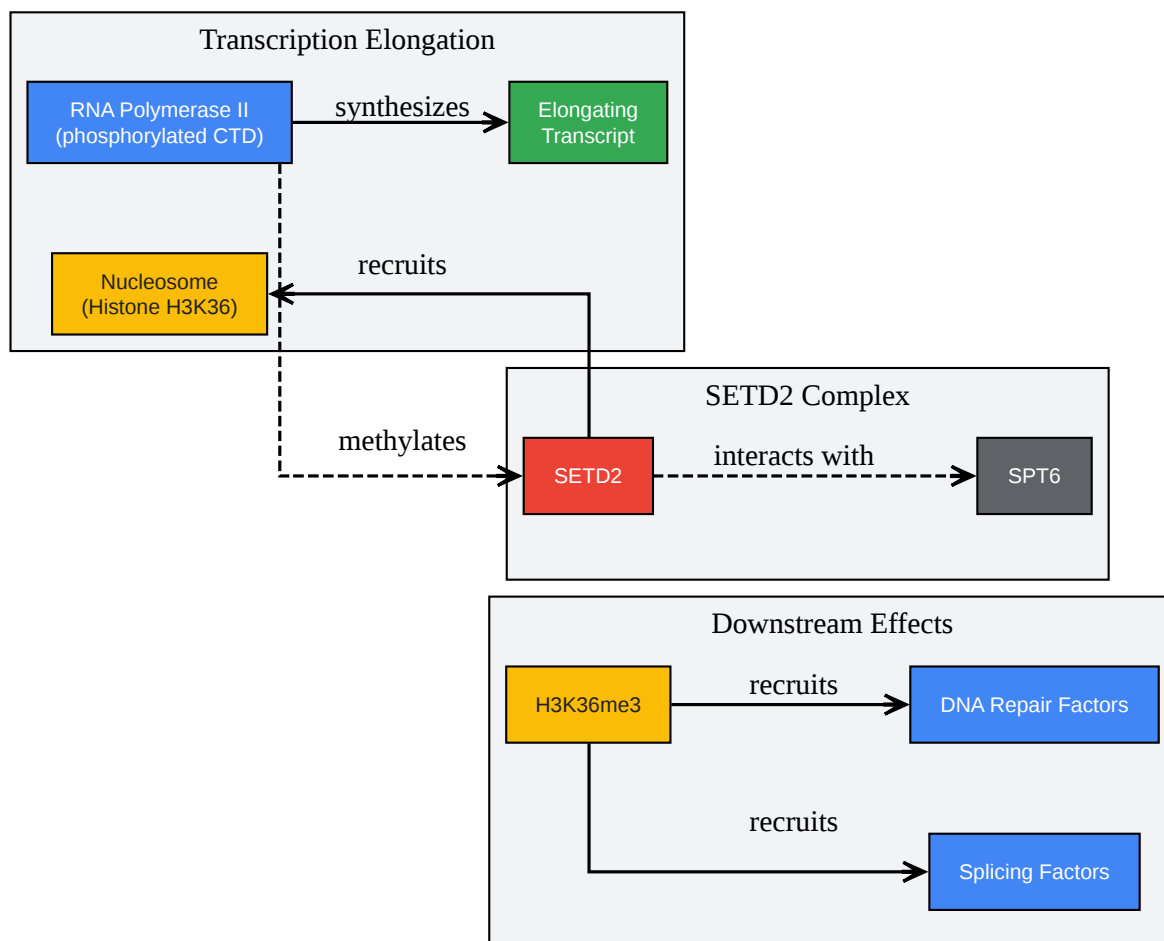 Transcription Elongation
RNA Polymerase II
(phosphorylated CTD)
synthesizes
Elongating
Transcript
recruits
Nucleosome
(Histone H3K36)
SETD2 Complex
methylates
SETD2
interacts with
SPT6
Downstream Effects
H3K36me3
recruits
DNA Repair Factors
recruits
Splicing Factors